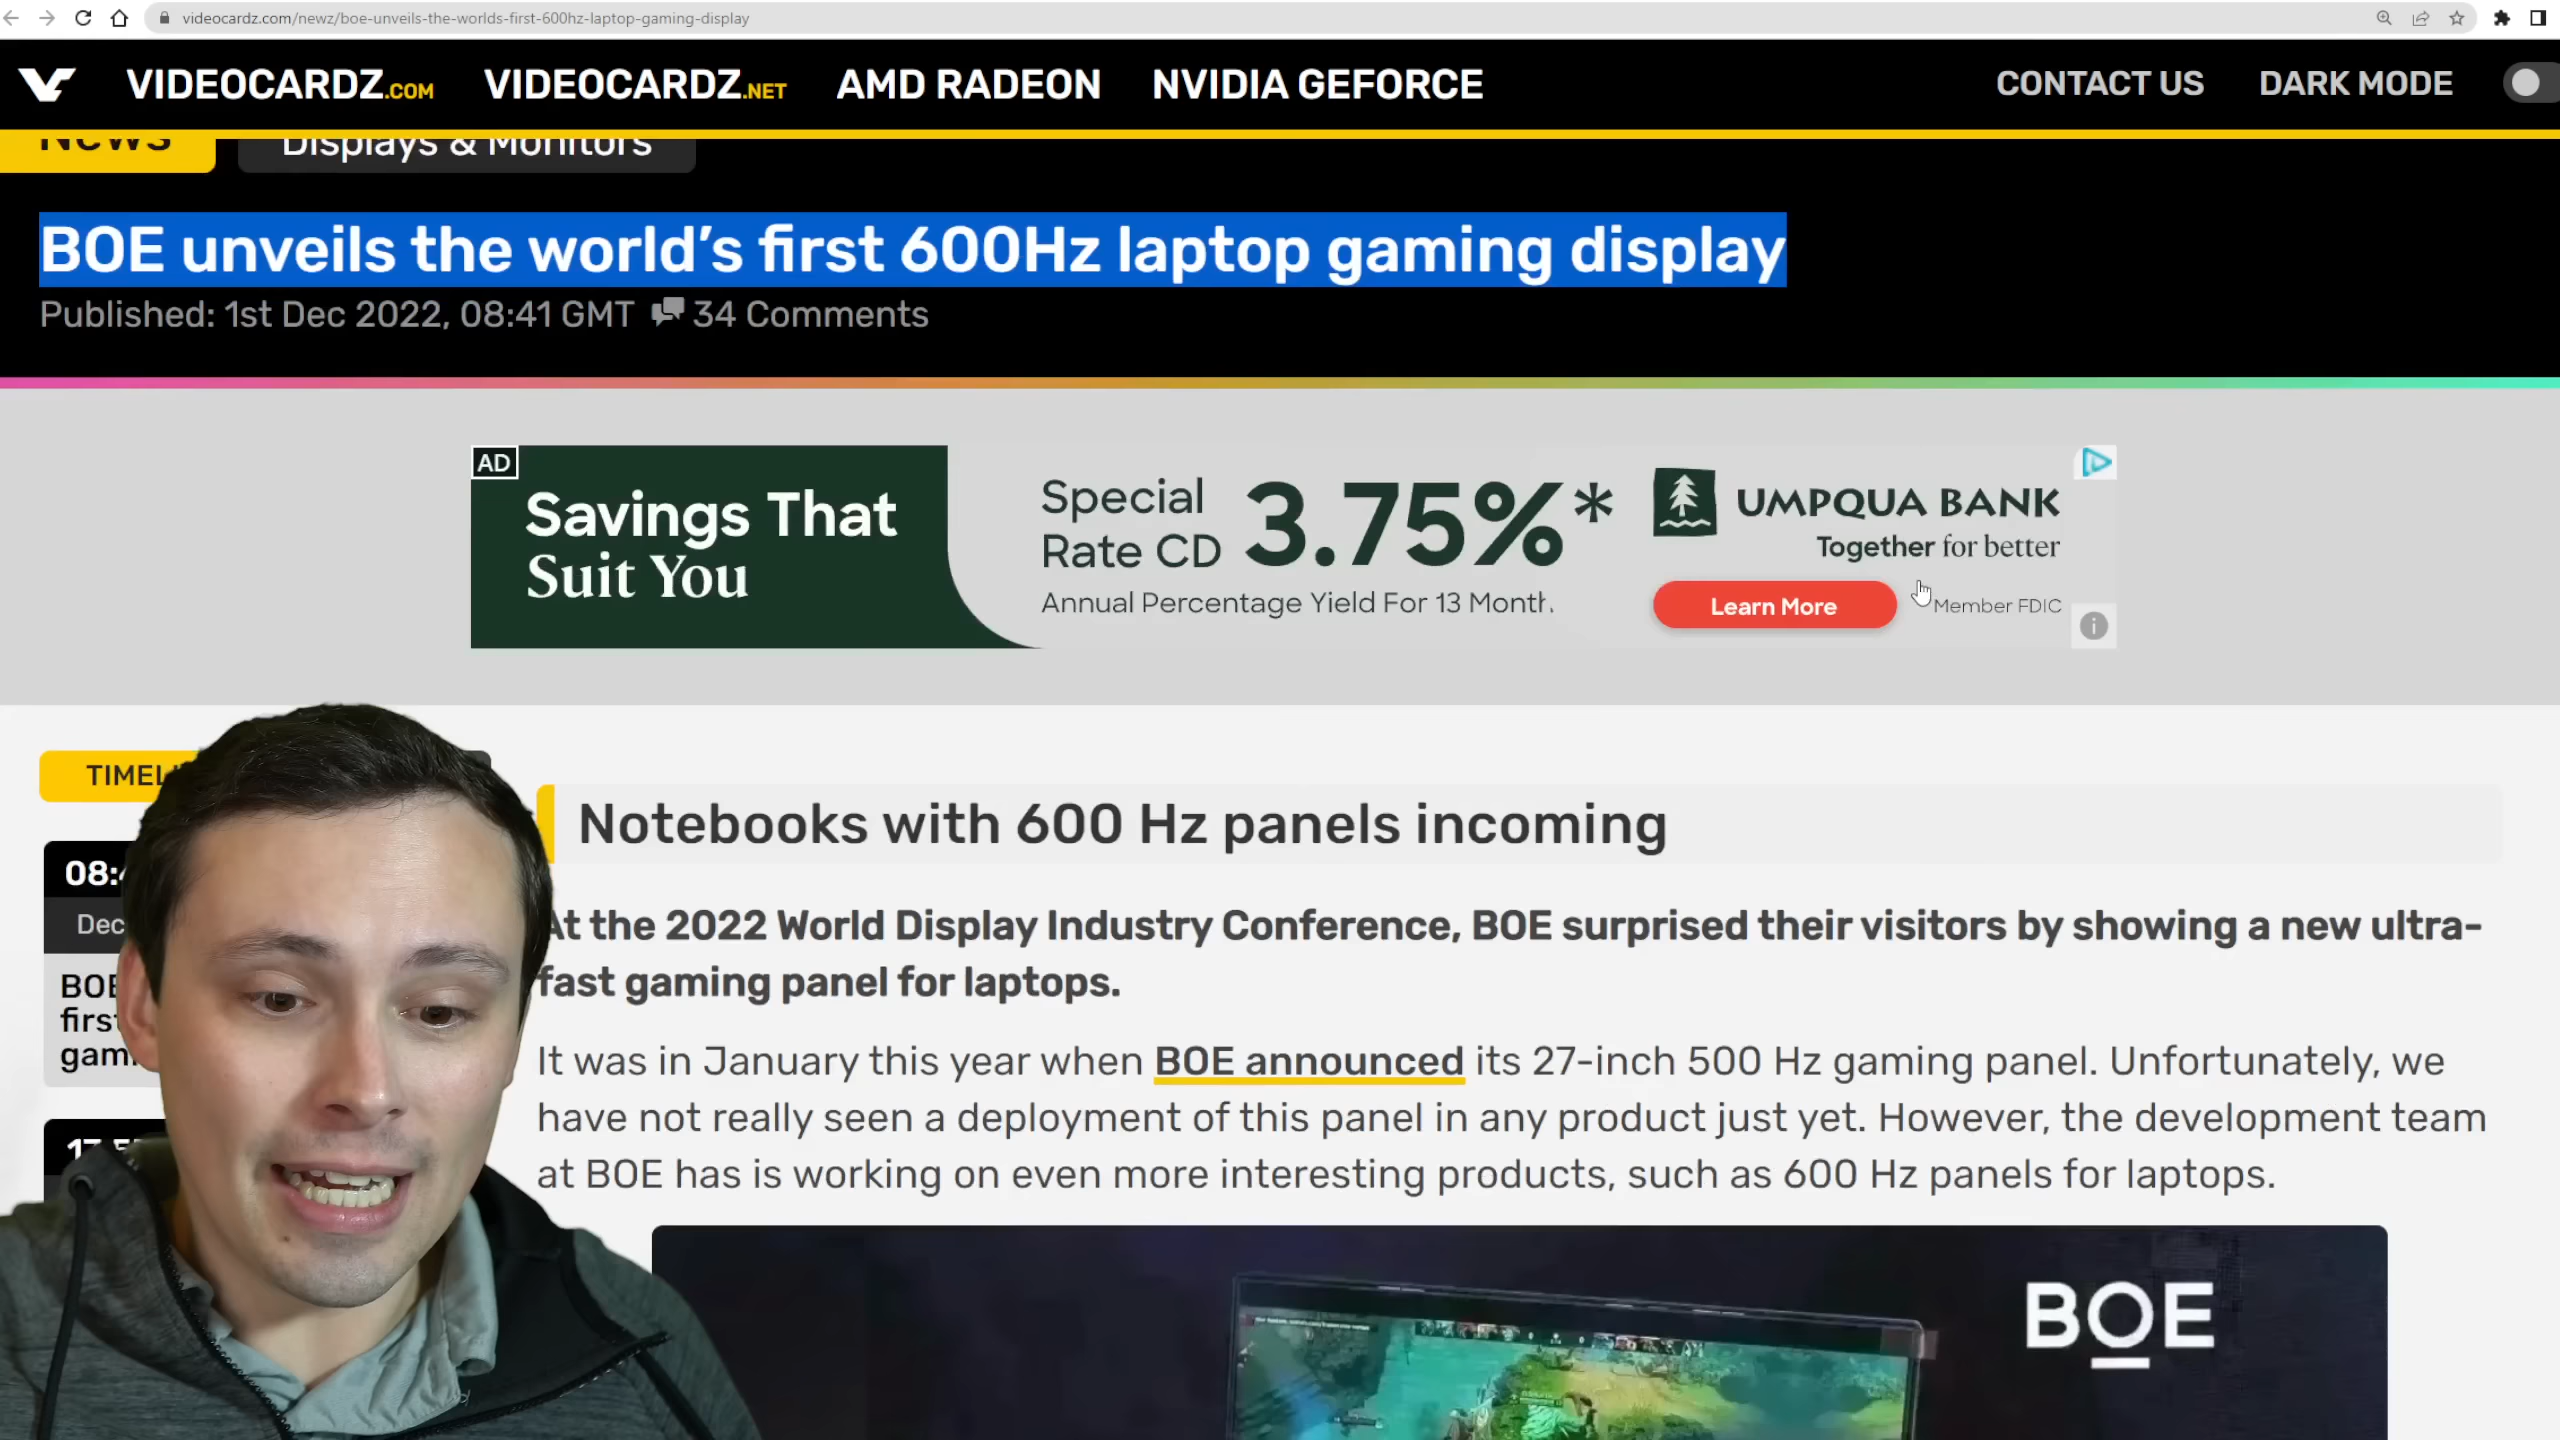 videocardz.com/newz/boe-unveils-the-worlds-first-600hz-laptop-gaming-display
VIDEOCARDZ.COM VIDEOCARDZ.NET AMD RADEON NVIDIA GEFORCE CONTACT US DARK MODE
News Displays & Monitors
BOE unveils the world's first 600Hz laptop gaming display
Published: 1st Dec 2022, 08:41 GMT 34 Comments
AD
Savings That
Suit You
Special
Rate CD
3.75%*
Annual Percentage Yield For 13 Month.
UMPQUA BANK
Together for better
Learn More
Member FDIC
Notebooks with 600 Hz panels incoming
At the 2022 World Display Industry Conference, BOE surprised their visitors by showing a new ultra-
fast gaming panel for laptops.
It was in January this year when BOE announced its 27-inch 500 Hz gaming panel. Unfortunately, we
have not really seen a deployment of this panel in any product just yet. However, the development team
at BOE has is working on even more interesting products, such as 600 Hz panels for laptops.
Dec
BOE
first
BOE